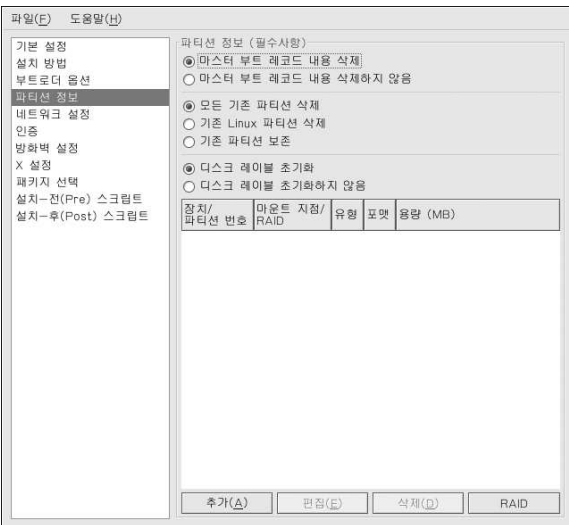 파일(F) 도움말(H)
기본 설정
설치 방법
부트로더 옵션
파티션 정보
네트워크 설정
인증
방화벽 설정
X 설정
패키지 선택
설치-전(Pre) 스크립트
설치-후(Post) 스크립트
파티션 정보 (필수사항)
마스터 부트 레코드 내용 삭제
마스터 부트 레코드 내용 삭제하지 않음
모든 기존 파티션 삭제
기존 Linux 파티션 삭제
기존 파티션 보존
디스크 레이블 초기화
디스크 레이블 초기화하지 않음
장치/
파티션 번호
마운트 지점/
RAID
유형
포맷
용량 (MB)
추가(A) 편집(E) 삭제(D) RAID